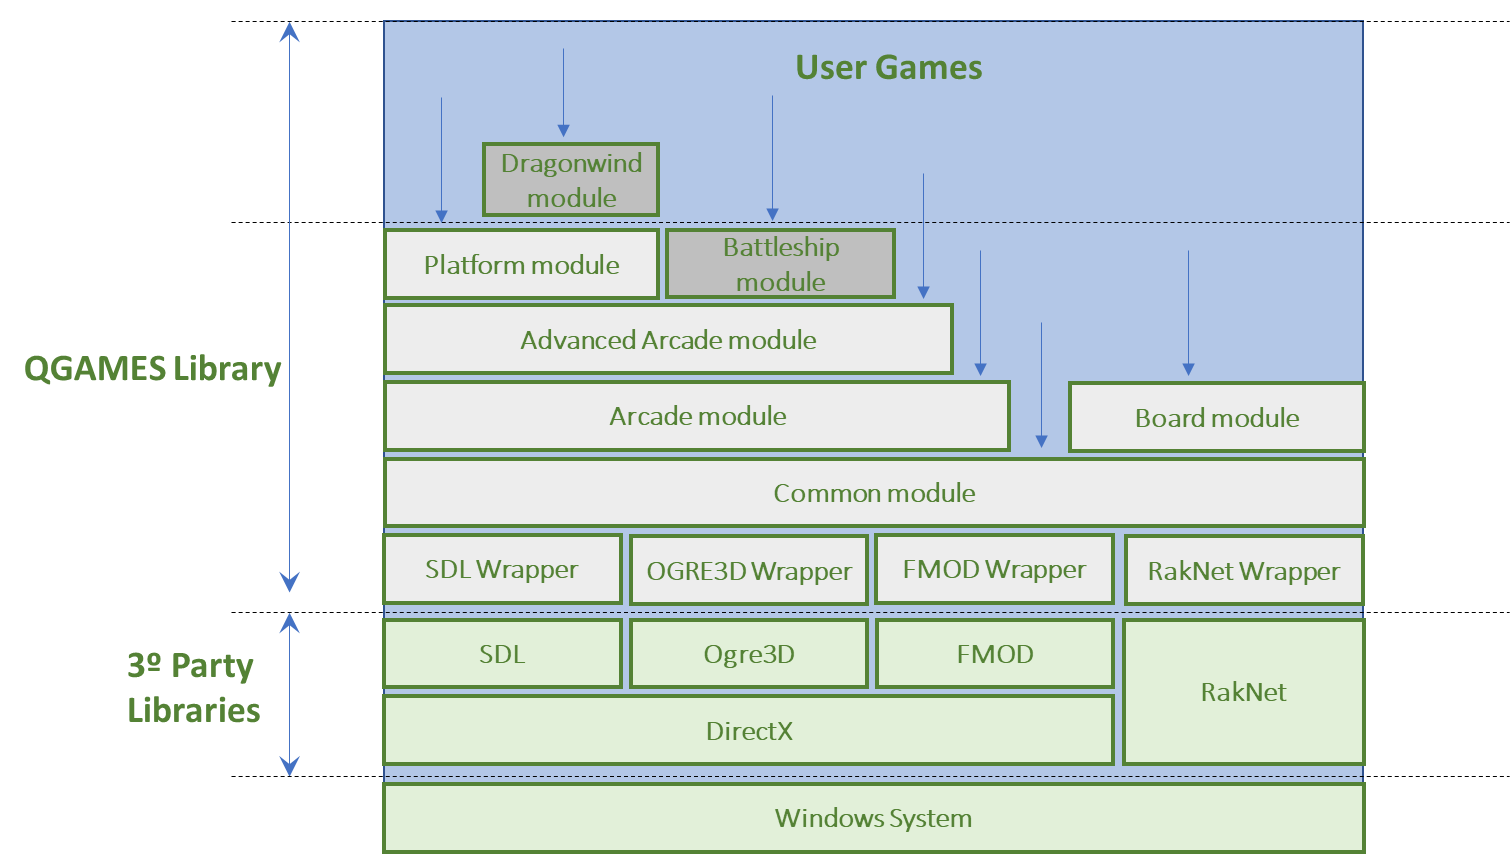 User Games
Dragonwind
module
Platform module
Battleship
module
QGAMES Library
Advanced Arcade module
Arcade module
Board module
Common module
SDL Wrapper
OGRE3D Wrapper
FMOD Wrapper
RakNet Wrapper
3º Party
Libraries
SDL
Ogre3D
FMOD
RakNet
DirectX
Windows System